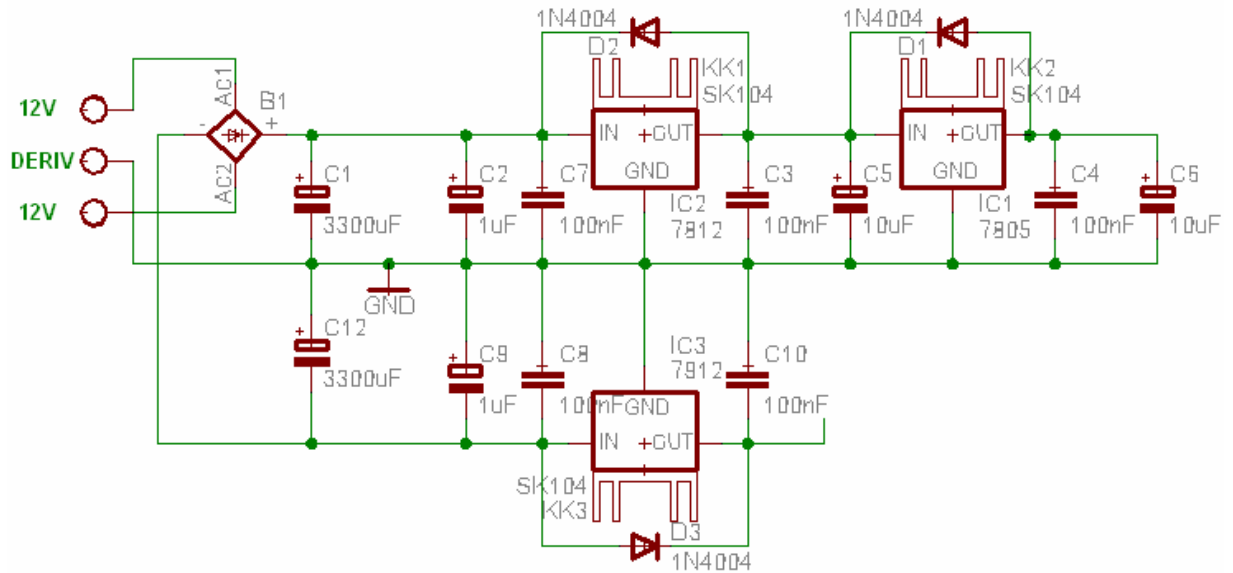 1N4004
1N4004
D2
D1
KK1
KK2
SK104
SK104
12V
AC1
B1
- +
IN +OUT
IN +OUT
DERIV
AC2
GND
GND
12V
+ C1
+ C2
C7
C3
+ C5
C4
+ C6
IC2
IC1
3300uF
1uF
100nF
7812
100nF
10uF
7805
100nF
10uF
GND
+ C12
+ C9
C8
IC3
C10
7912
3300uF
1uF
100nF
GND
100nF
IN +OUT
SK104
KK3
D3
1N4004